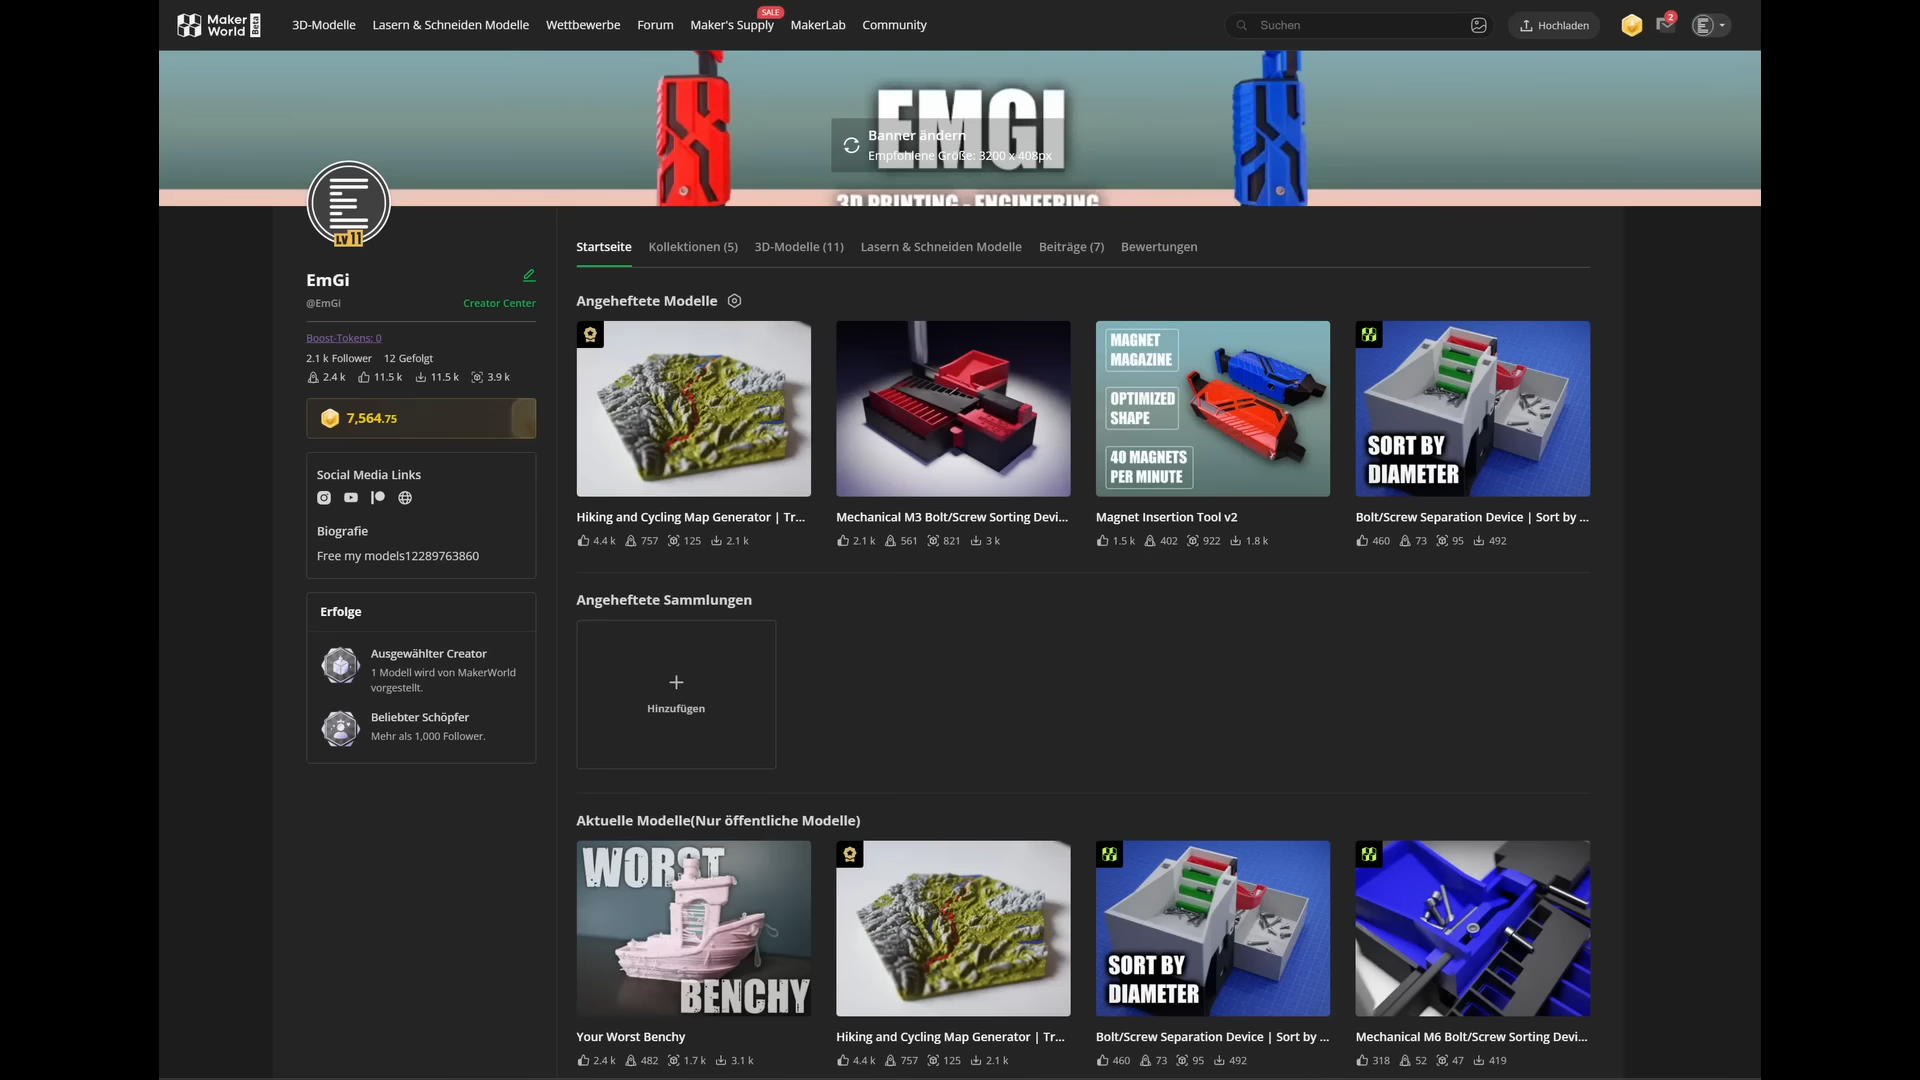 Maker World Beta
3D-Modelle
Lasern & Schneiden Modelle
Wettbewerbe
Forum
Maker's Supply
SALE
MakerLab
Community
Suchen
Hochladen
2
EMGI
Banner ändern
Empfohlene Größe: 3200 x 408px
3D PRINTING - ENGINEERING
LV 11
EmGi
@EmGi
Creator Center
Boost-Tokens: 0
2.1 k Follower 12 Gefolgt
2.4 k 11.5 k 11.5 k 3.9 k
7,564.75
Social Media Links
Biografie
Free my models12289763860
Erfolge
Ausgewählter Creator
1 Modell wird von MakerWorld
vorgestellt.
Beliebter Schöpfer
Mehr als 1,000 Follower.
Startseite
Kollektionen (5)
3D-Modelle (11)
Lasern & Schneiden Modelle
Beiträge (7)
Bewertungen
Angeheftete Modelle
MAGNET
MAGAZINE
OPTIMIZED
SHAPE
40 MAGNETS
PER MINUTE
SORT BY
DIAMETER
Hiking and Cycling Map Generator | Tr...
4.4 k 757 125 2.1 k
Mechanical M3 Bolt/Screw Sorting Devi...
2.1 k 561 821 3 k
Magnet Insertion Tool v2
1.5 k 402 922 1.8 k
Bolt/Screw Separation Device | Sort by ...
460 73 95 492
Angeheftete Sammlungen
Hinzufügen
Aktuelle Modelle(Nur öffentliche Modelle)
WORST
BENCHY
SORT BY
DIAMETER
Your Worst Benchy
2.4 k 482 1.7 k 3.1 k
Hiking and Cycling Map Generator | Tr...
4.4 k 757 125 2.1 k
Bolt/Screw Separation Device | Sort by ...
460 73 95 492
Mechanical M6 Bolt/Screw Sorting Devi...
318 52 47 419